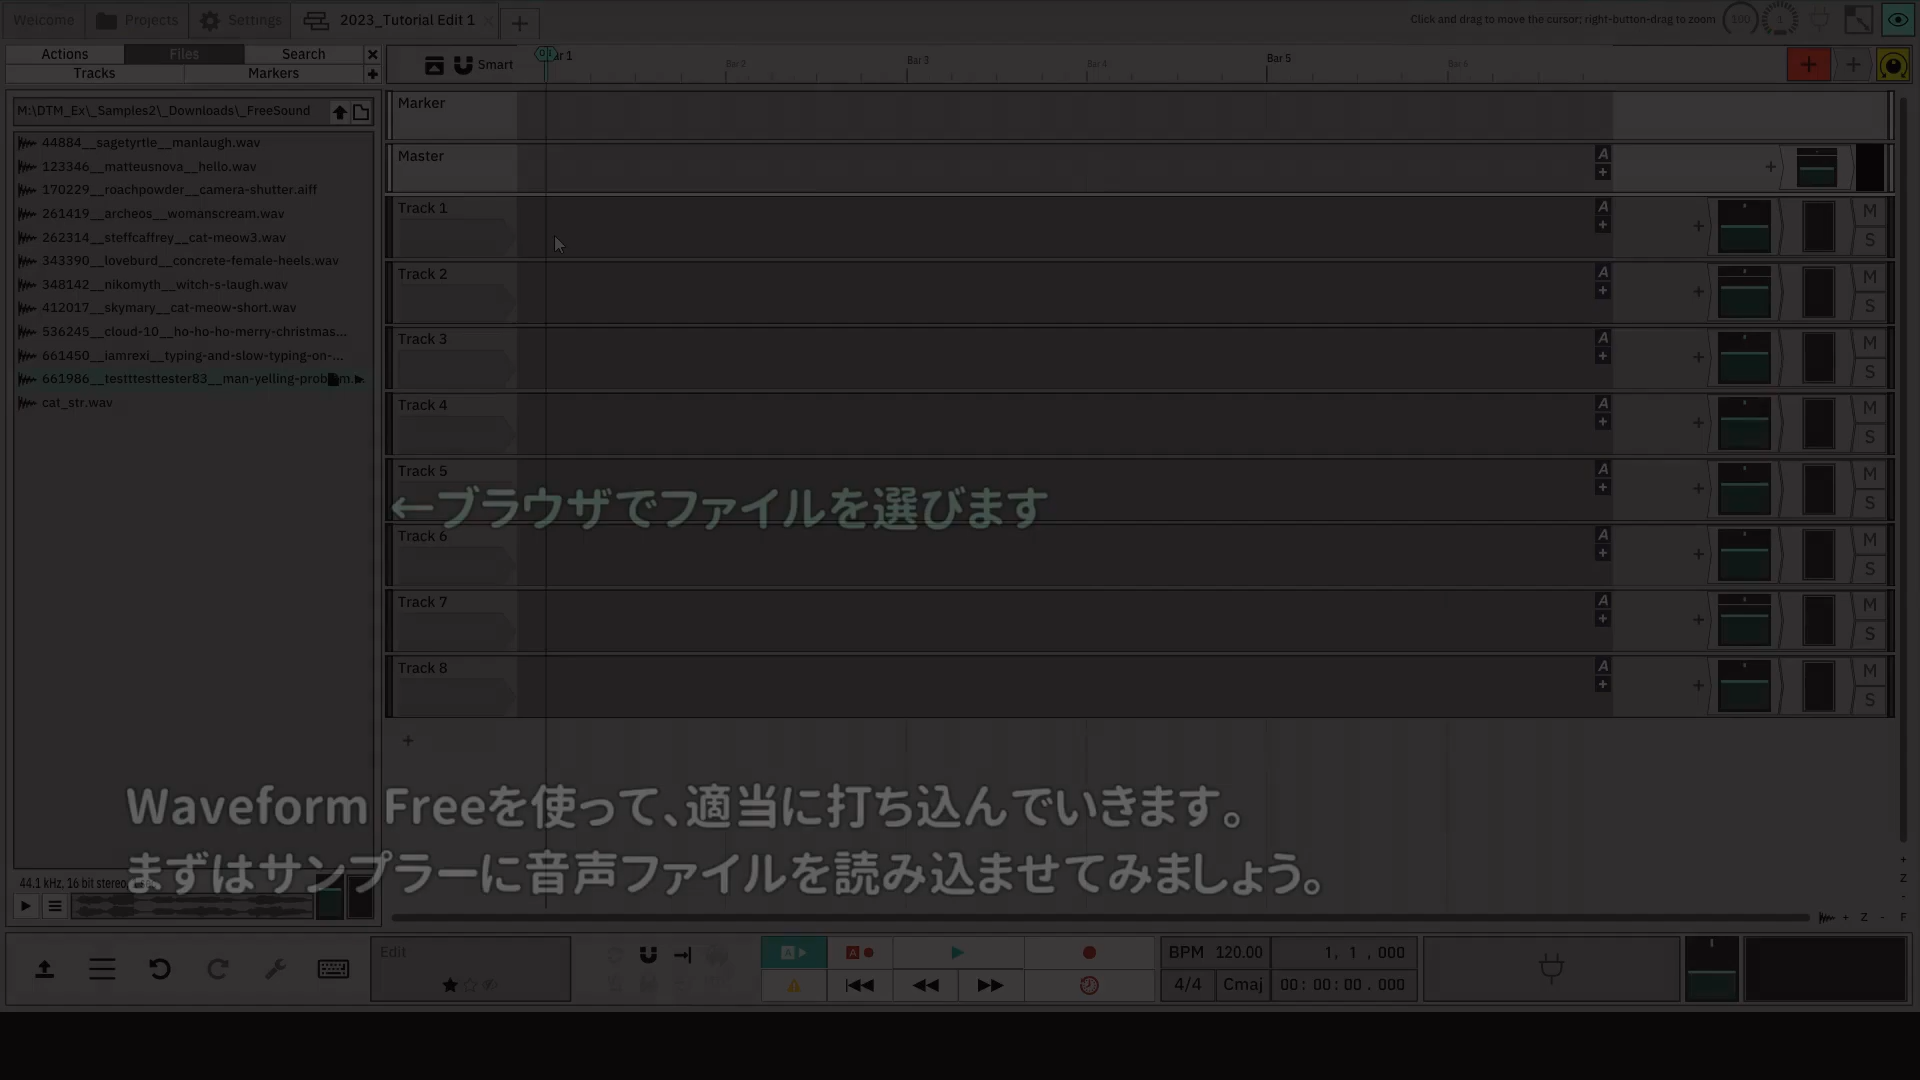 Welcome Projects Settings 2023_Tutorial Edit 1
Click and drag to move the cursor; right-button-drag to zoom
Actions Files Search
Tracks Markers
Smart
Bar 2 Bar 3 Bar 4 Bar 5 Bar 6
M:\DTM_Ex\_Samples2\_Downloads\_FreeSound
44884__sagetyrtle__manlaugh.wav
123346__matteusnova__hello.wav
170229__roachpowder__camera-shutter.aiff
261419__archeos__womanscream.wav
262314__steffcaffrey__cat-meow3.wav
343390__loveburd__concrete-female-heels.wav
348142__nikomyth__witch-s-laugh.wav
412017__skymary__cat-meow-short.wav
536245__cloud-10__ho-ho-ho-merry-christmas...
661450__iamrexi__typing-and-slow-typing-on-...
661986__testttesttester83__man-yelling-problem.
cat_str.wav
Marker
Master A
Track 1 A M
S
Track 2 A M
S
Track 3 A M
S
Track 4 A M
S
Track 5 A M
S
←ブラウザでファイルを選びます
Track 6 A M
S
Track 7 A M
S
Track 8 A M
S
Waveform Freeを使って、適当に打ち込んでいきます。
まずはサンプラーに音声ファイルを読み込ませてみましょう。
44.1 kHz, 16 bit stereo
Z
+ Z - F
Edit
BPM 120.00 1, 1 , 000
4/4 Cmaj 00: 00: 00 . 000